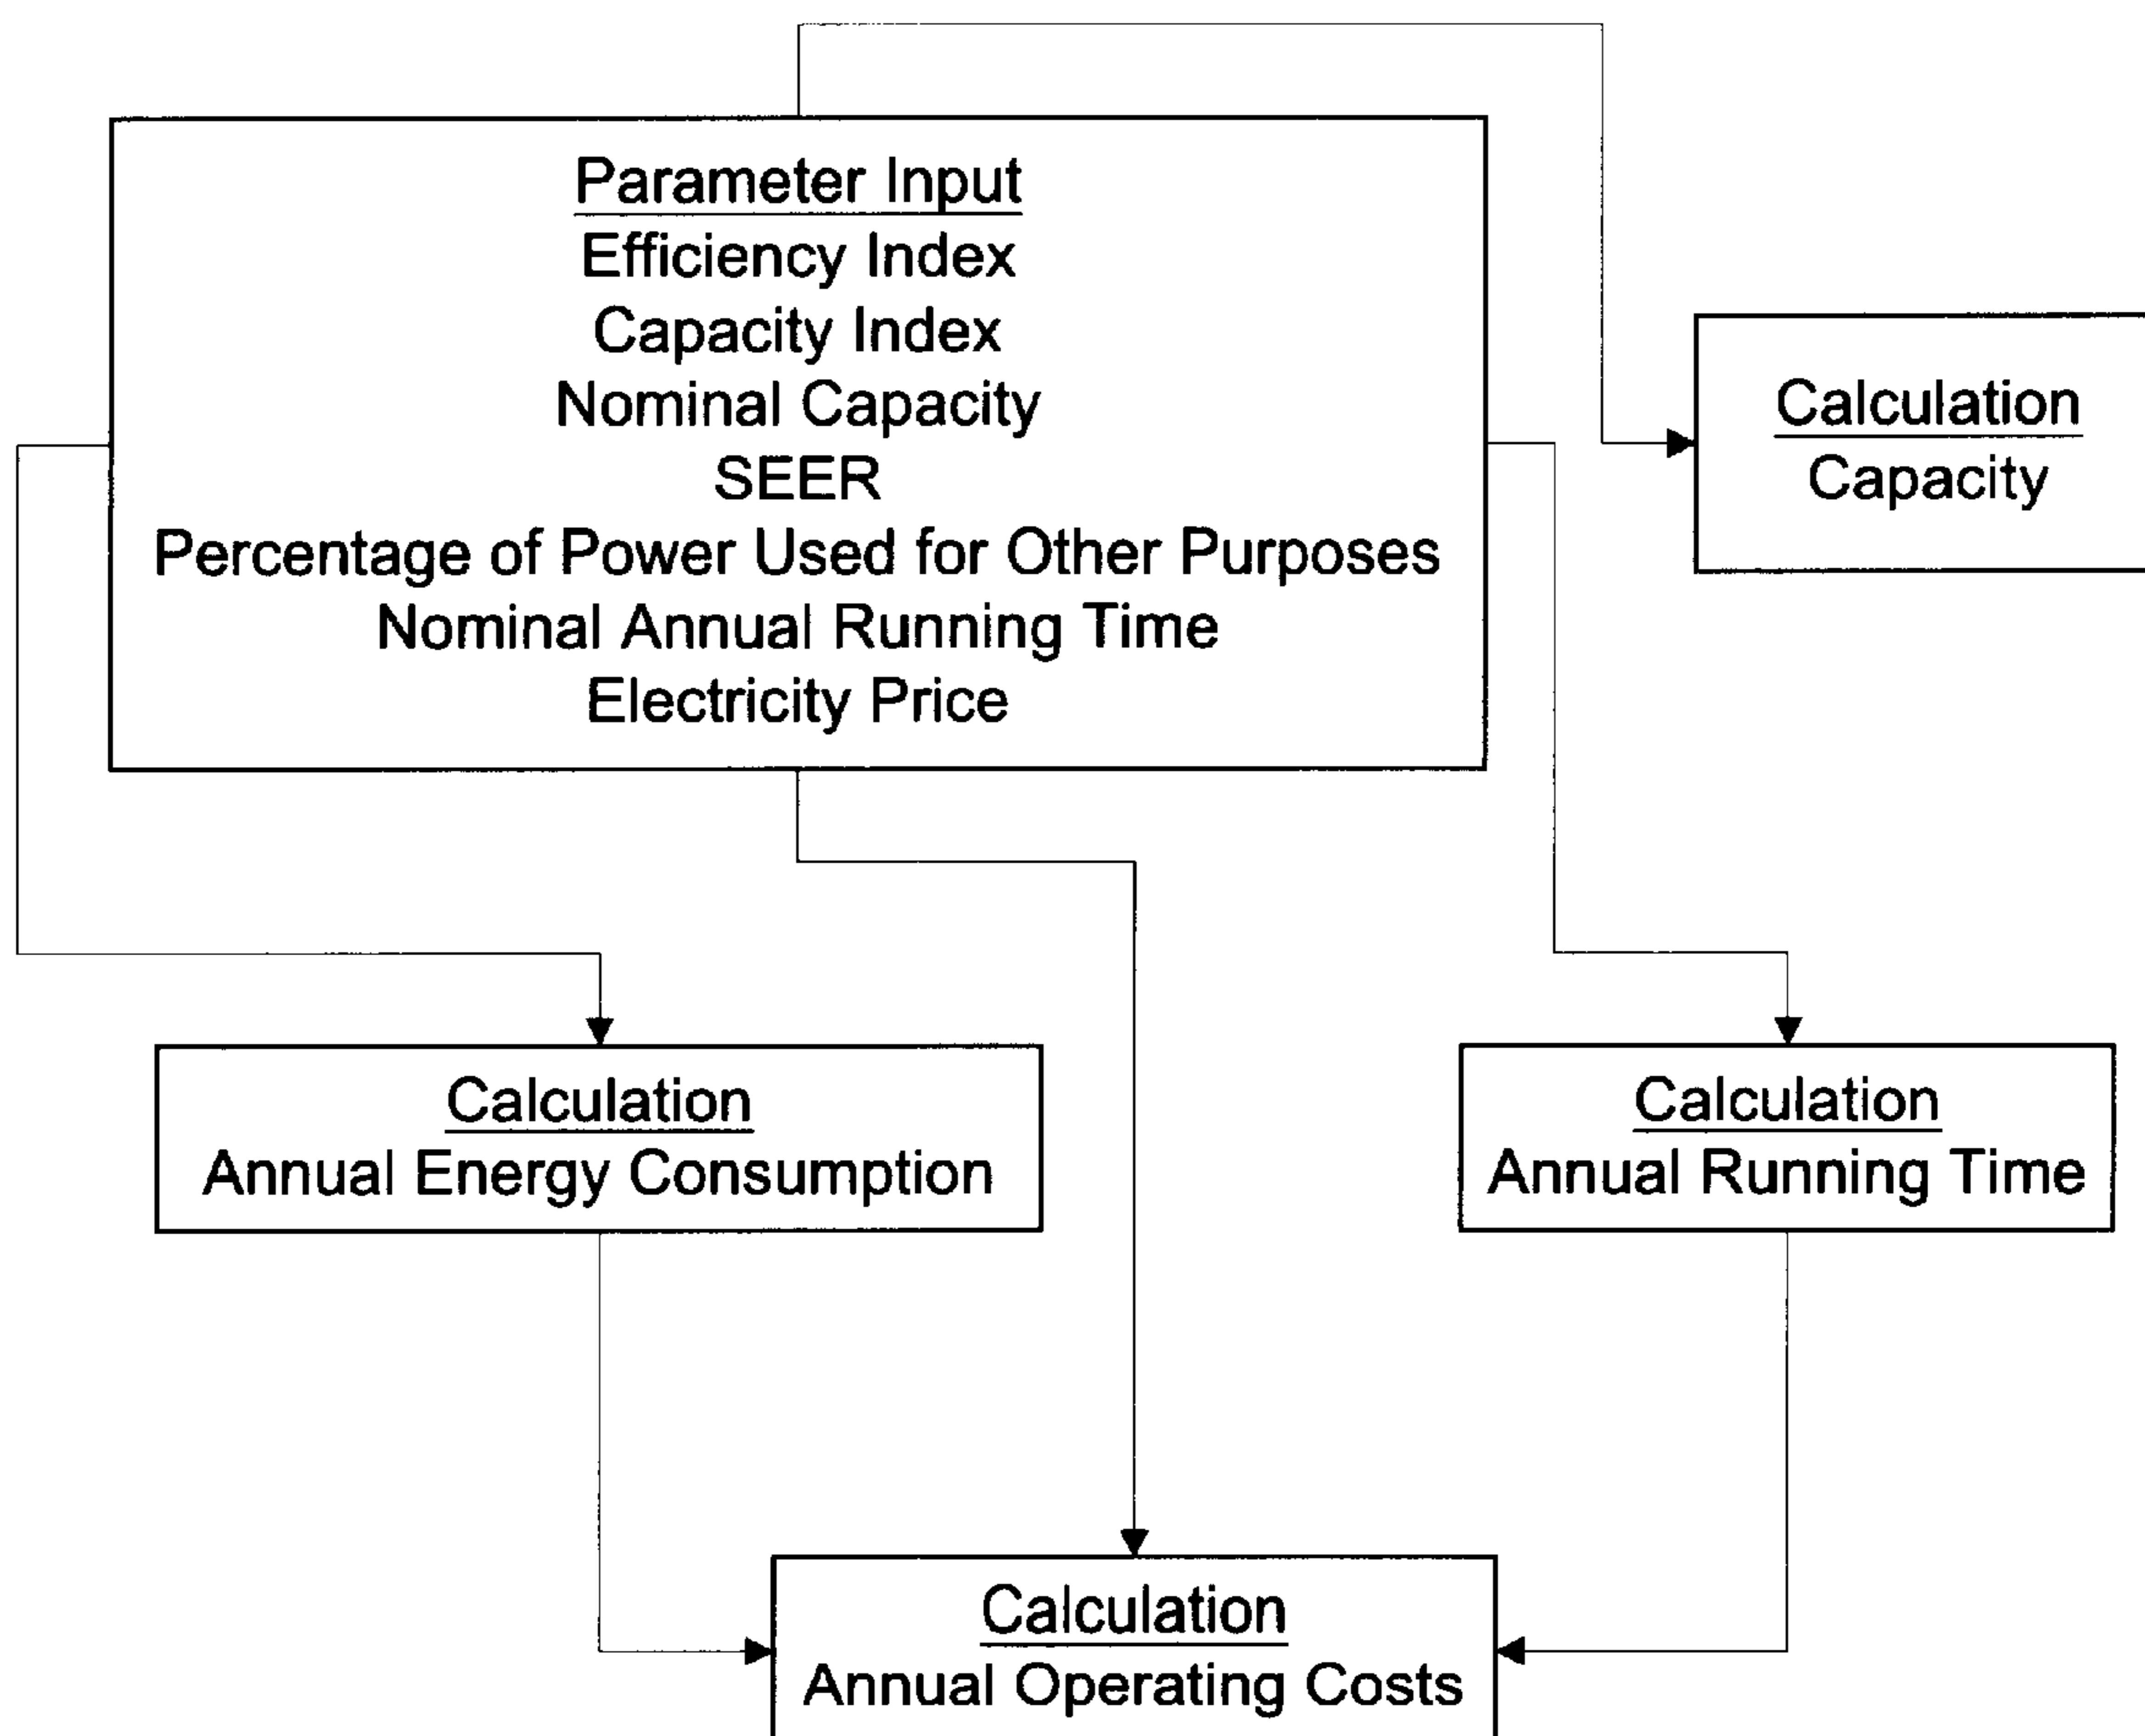 Parameter Input
Efficiency Index
Capacity Index
Nominal Capacity
SEER
Percentage of Power Used for Other Purposes
Nominal Annual Running Time
Electricity Price
Calculation
Capacity
Calculation
Annual Energy Consumption
Calculation
Annual Running Time
Calculation
Annual Operating Costs